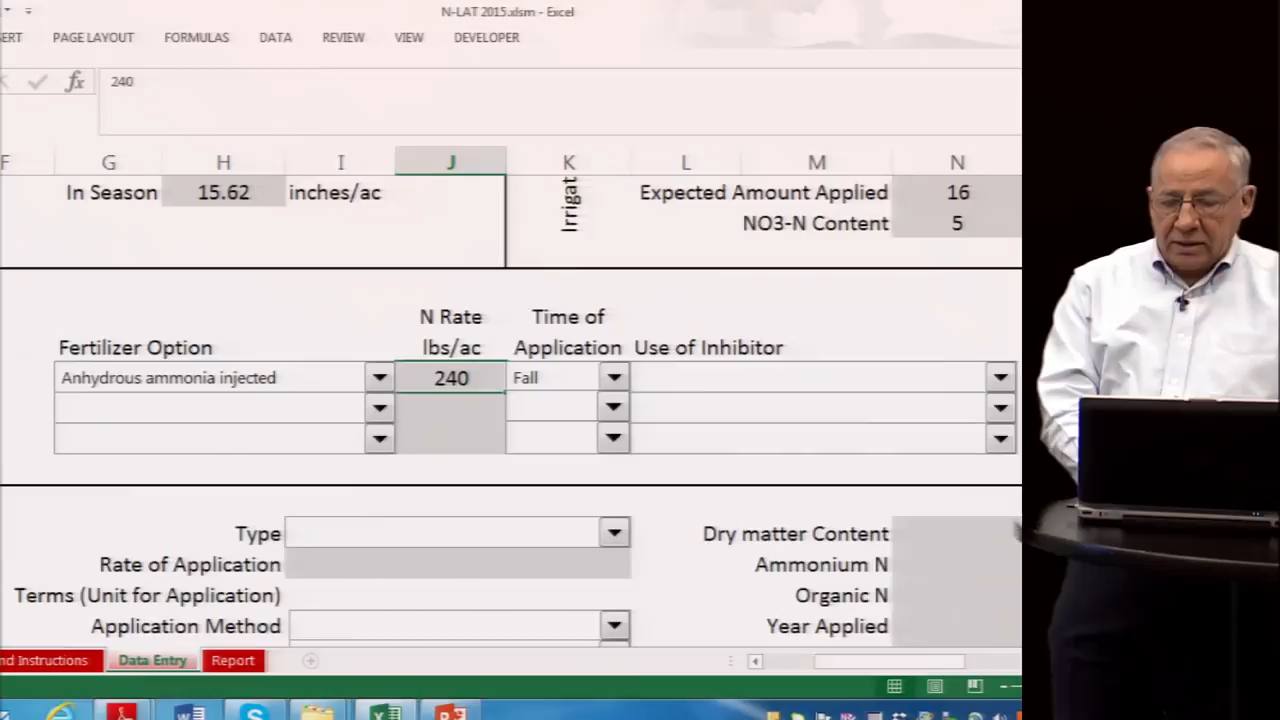 N-LAT 2015.xlsm - Excel
ERT PAGE LAYOUT FORMULAS DATA REVIEW VIEW DEVELOPER
fx 240
F G H I J K L M N
In Season 15.62 inches/ac Irrigat Expected Amount Applied 16
NO3-N Content 5
N Rate Time of
Fertilizer Option lbs/ac Application Use of Inhibitor
Anhydrous ammonia injected 240 Fall
Type Dry matter Content
Rate of Application Ammonium N
Terms (Unit for Application) Organic N
Application Method Year Applied
nd Instructions Data Entry Report